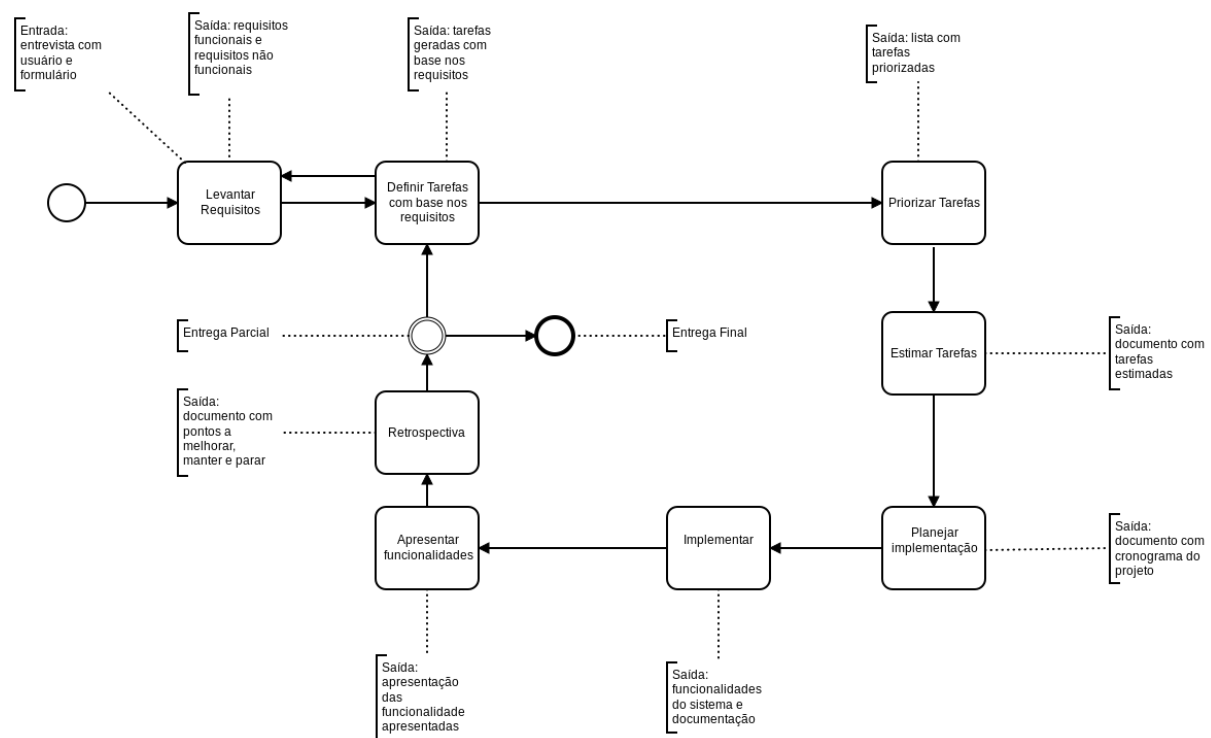 Entrada:
entrevista com
usuário e
formulário
Saída: requisitos
funcionais e
requisitos não
funcionais
Saída: tarefas
geradas com
base nos
requisitos
Saída: lista com
tarefas
priorizadas
Levantar
Requisitos
Definir Tarefas
com base nos
requisitos
Priorizar Tarefas
Entrega Parcial
Entrega Final
Estimar Tarefas
Saída:
documento com
tarefas
estimadas
Saída:
documento com
pontos a
melhorar,
manter e parar
Retrospectiva
Apresentar
funcionalidades
Implementar
Planejar
implementação
Saída:
documento com
cronograma do
projeto
Saída:
apresentação
das
funcionalidade
apresentadas
Saída:
funcionalidades
do sistema e
documentação